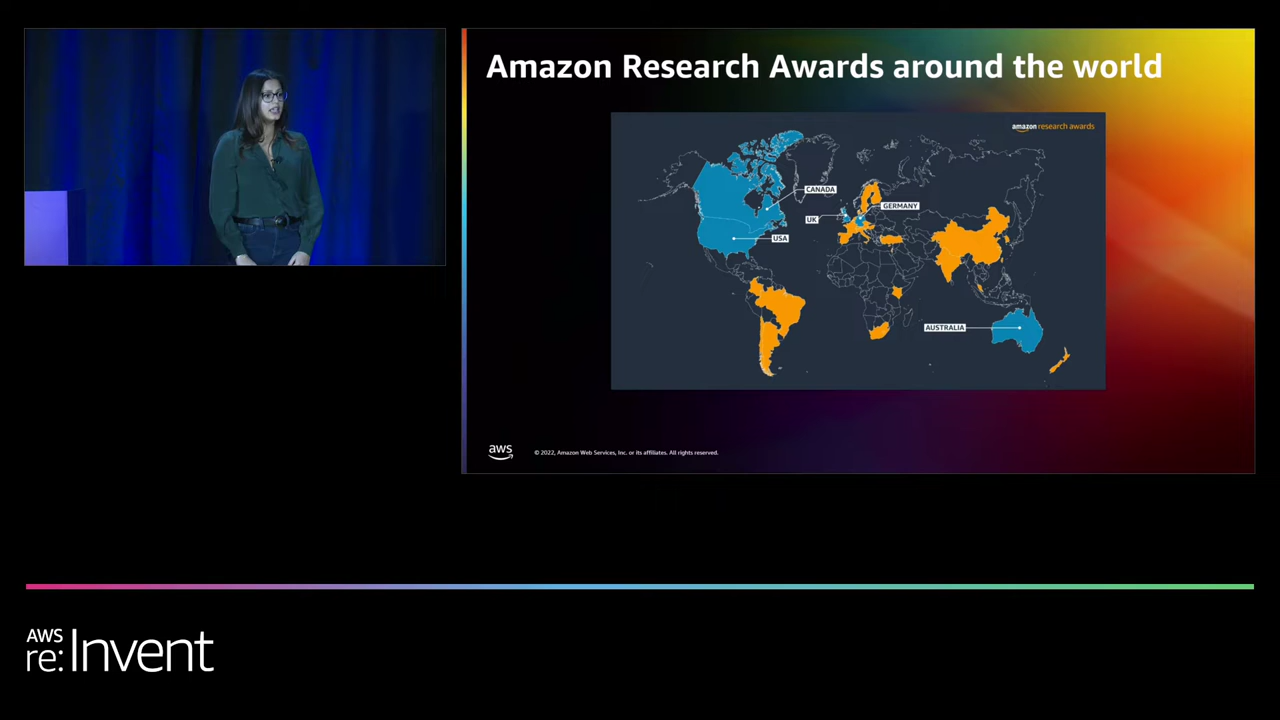 Amazon Research Awards around the world
amazon research awards
CANADA
GERMANY
UK
USA
AUSTRALIA
aws
© 2022, Amazon Web Services, Inc. or its affiliates. All rights reserved.
AWS
re:Invent